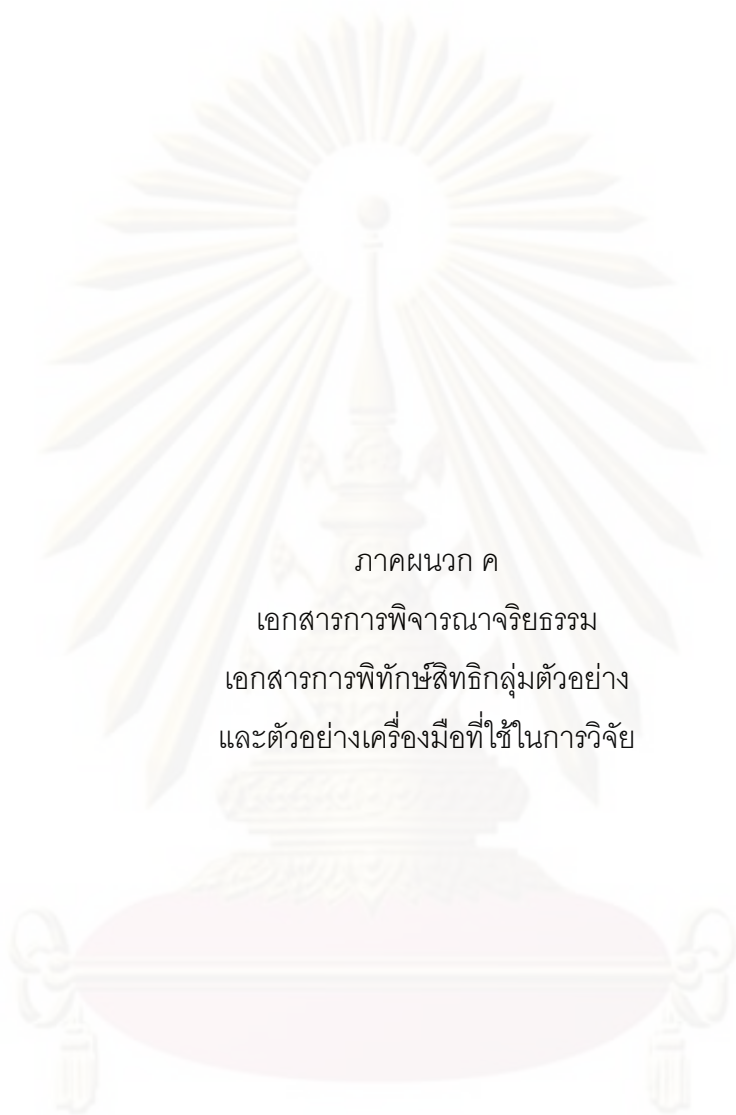 ภาคผนวก ค
เอกสารการพิจารณาจริยธรรม
เอกสารการพิทักษ์สิทธิกลุ่มตัวอย่าง
และตัวอย่างเครื่องมือที่ใช้ในการวิจัย